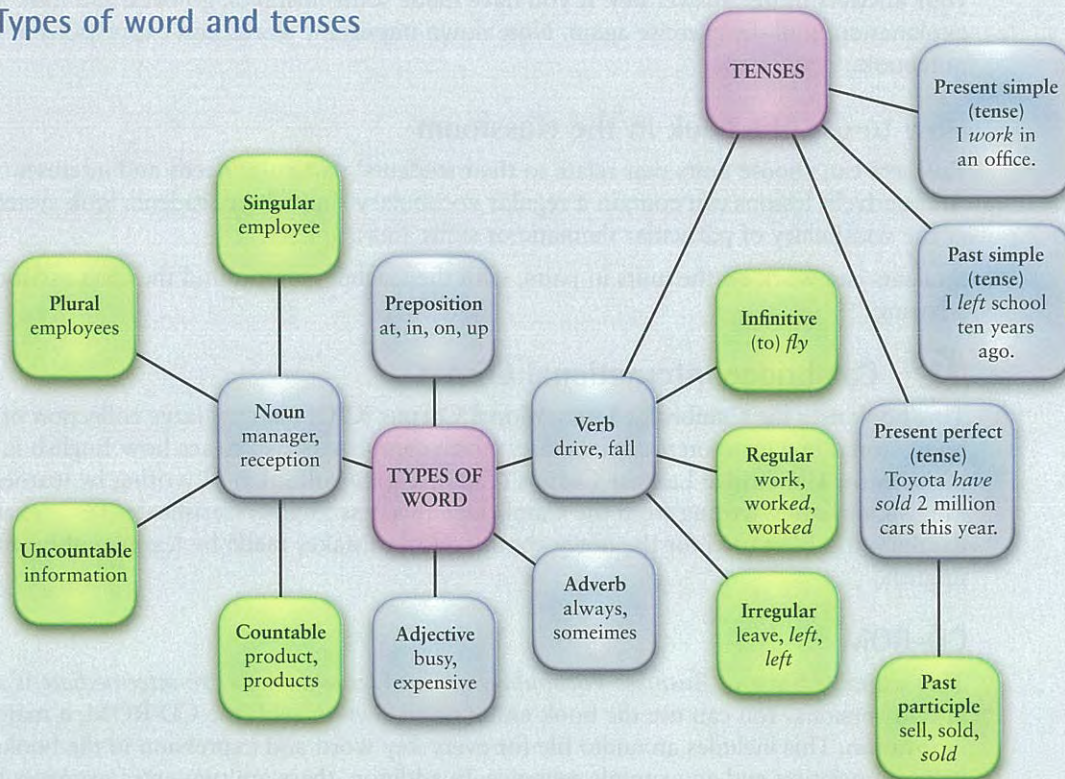 Types of word and tenses
TENSES
Present simple
(tense)
I work in
an office.
Past simple
(tense)
I left school
ten years
ago.
Present perfect
(tense)
Toyota have
sold 2 million
cars this year.
Past
participle
sell, sold,
sold
Singular
employee
Plural
employees
Noun
manager,
reception
Uncountable
information
Countable
product,
products
Preposition
at, in, on, up
TYPES OF
WORD
Adjective
busy,
expensive
Adverb
always,
someimes
Verb
drive, fall
Infinitive
(to) fly
Regular
work,
worked,
worked
Irregular
leave, left,
left